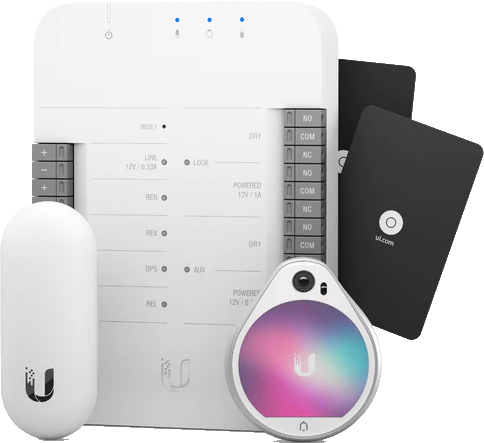 RESET
LINE
12V / 0.33A
REN
REX
DPS
REL
LOCK
AUX
DRY
POWERED
12V / 1A
DRY
POWERE
12V / 0.
NO
COM
NC
NO
COM
NC
NO
COM
ui.com